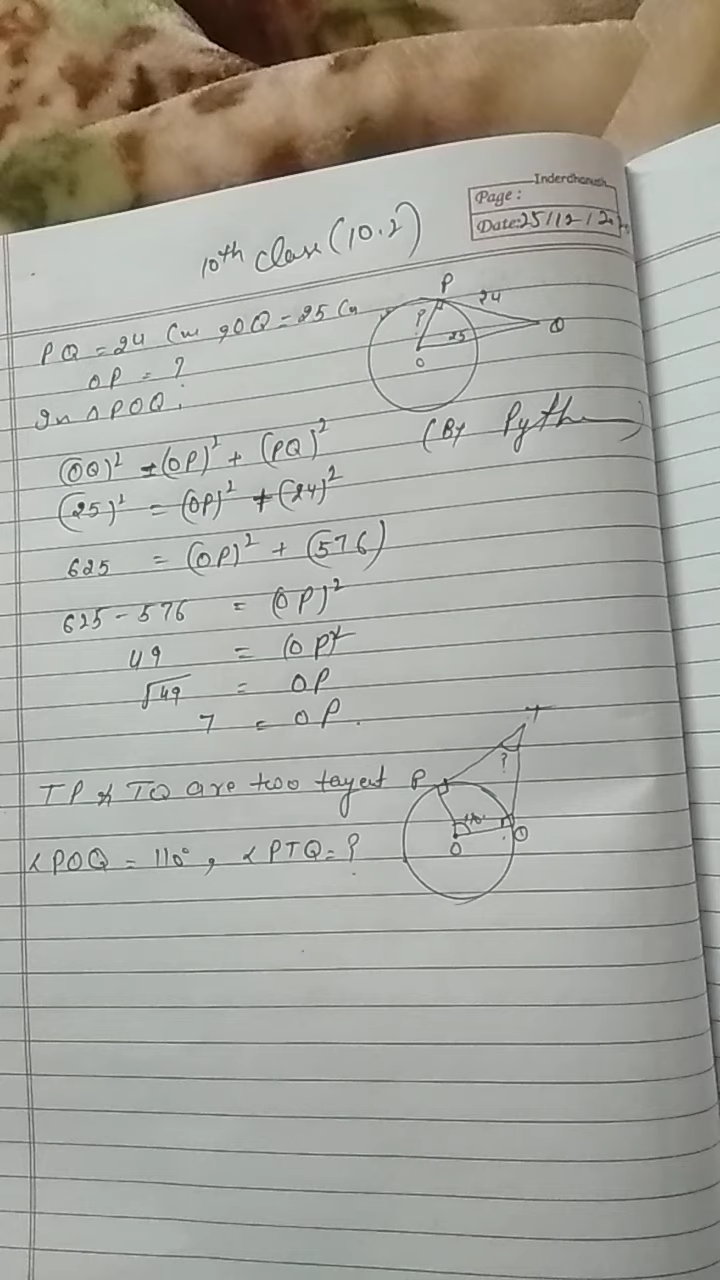 Inderdhanush
Page :
Date: 25/12/20
10th Class (10.2)
PQ = 24 Cm, OQ = 25 Cm
OP = ?
P
24
?
25
O
Q
In △POQ,
(OQ)² = (OP)² + (PQ)²
(By Pyth
(25)² = (OP)² + (24)²
625 = (OP)² + (576)
625 - 576 = (OP)²
49 = (OP)²
√49 = OP
7 = OP.
T
?
TP & TQ are two tangent
P
110°
O
Q
∠POQ = 110°, ∠PTQ = ?